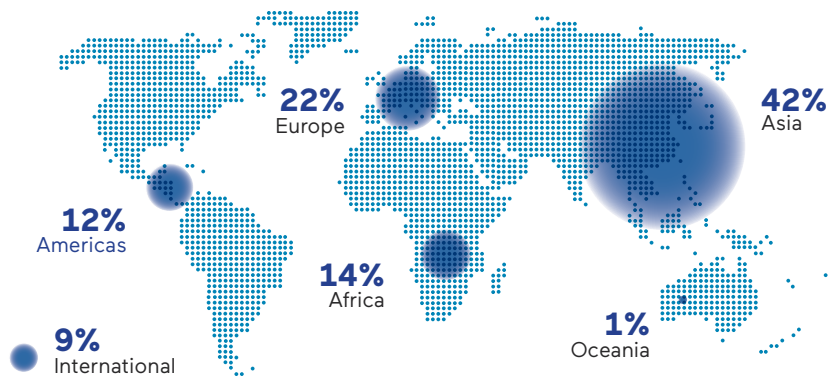 22%
Europe
42%
Asia
12%
Americas
14%
Africa
1%
Oceania
9%
International